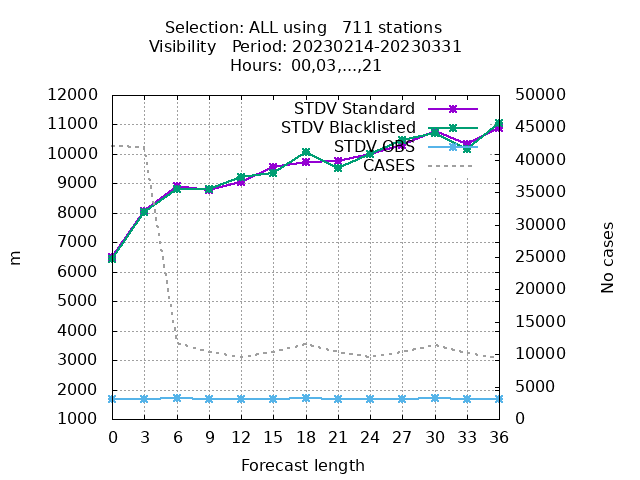 Selection: ALL using   711 stations
Visibility   Period: 20230214-20230331
Hours:  00,03,...,21
12000
11000
10000
9000
8000
7000
6000
5000
4000
3000
2000
1000
50000
45000
40000
35000
30000
25000
20000
15000
10000
5000
0
STDV Standard
STDV Blacklisted
STDV OBS
CASES
m
No cases
0 3 6 9 12 15 18 21 24 27 30 33 36
Forecast length